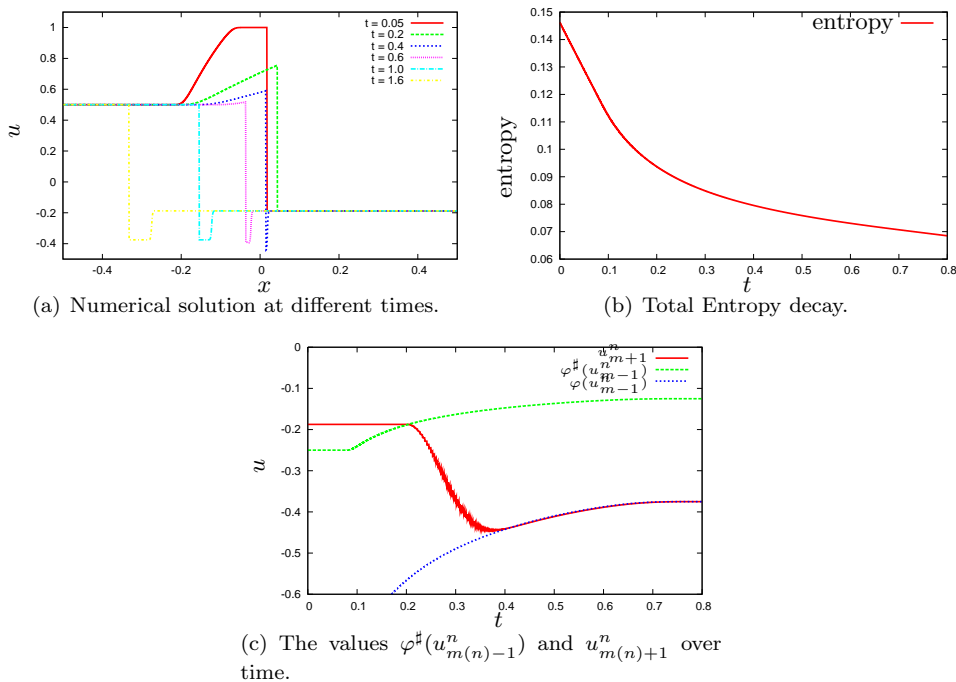 t = 0.05
t = 0.2
t = 0.4
t = 0.6
t = 1.0
t = 1.6
1
0.8
0.6
0.4
0.2
0
-0.2
-0.4
u
-0.4
-0.2
0
0.2
0.4
x
(a) Numerical solution at different times.
entropy
0.15
0.14
0.13
0.12
0.11
0.1
0.09
0.08
0.07
0.06
entropy
0
0.1
0.2
0.3
0.4
0.5
0.6
0.7
0.8
t
(b) Total Entropy decay.
u^n_{m+1}
φ^♯(u^n_{m-1})
φ(u^n_{m-1})
0
-0.1
-0.2
-0.3
-0.4
-0.5
-0.6
u
0
0.1
0.2
0.3
0.4
0.5
0.6
0.7
0.8
t
(c) The values φ^♯(u^n_{m(n)-1}) and u^n_{m(n)+1} over
time.